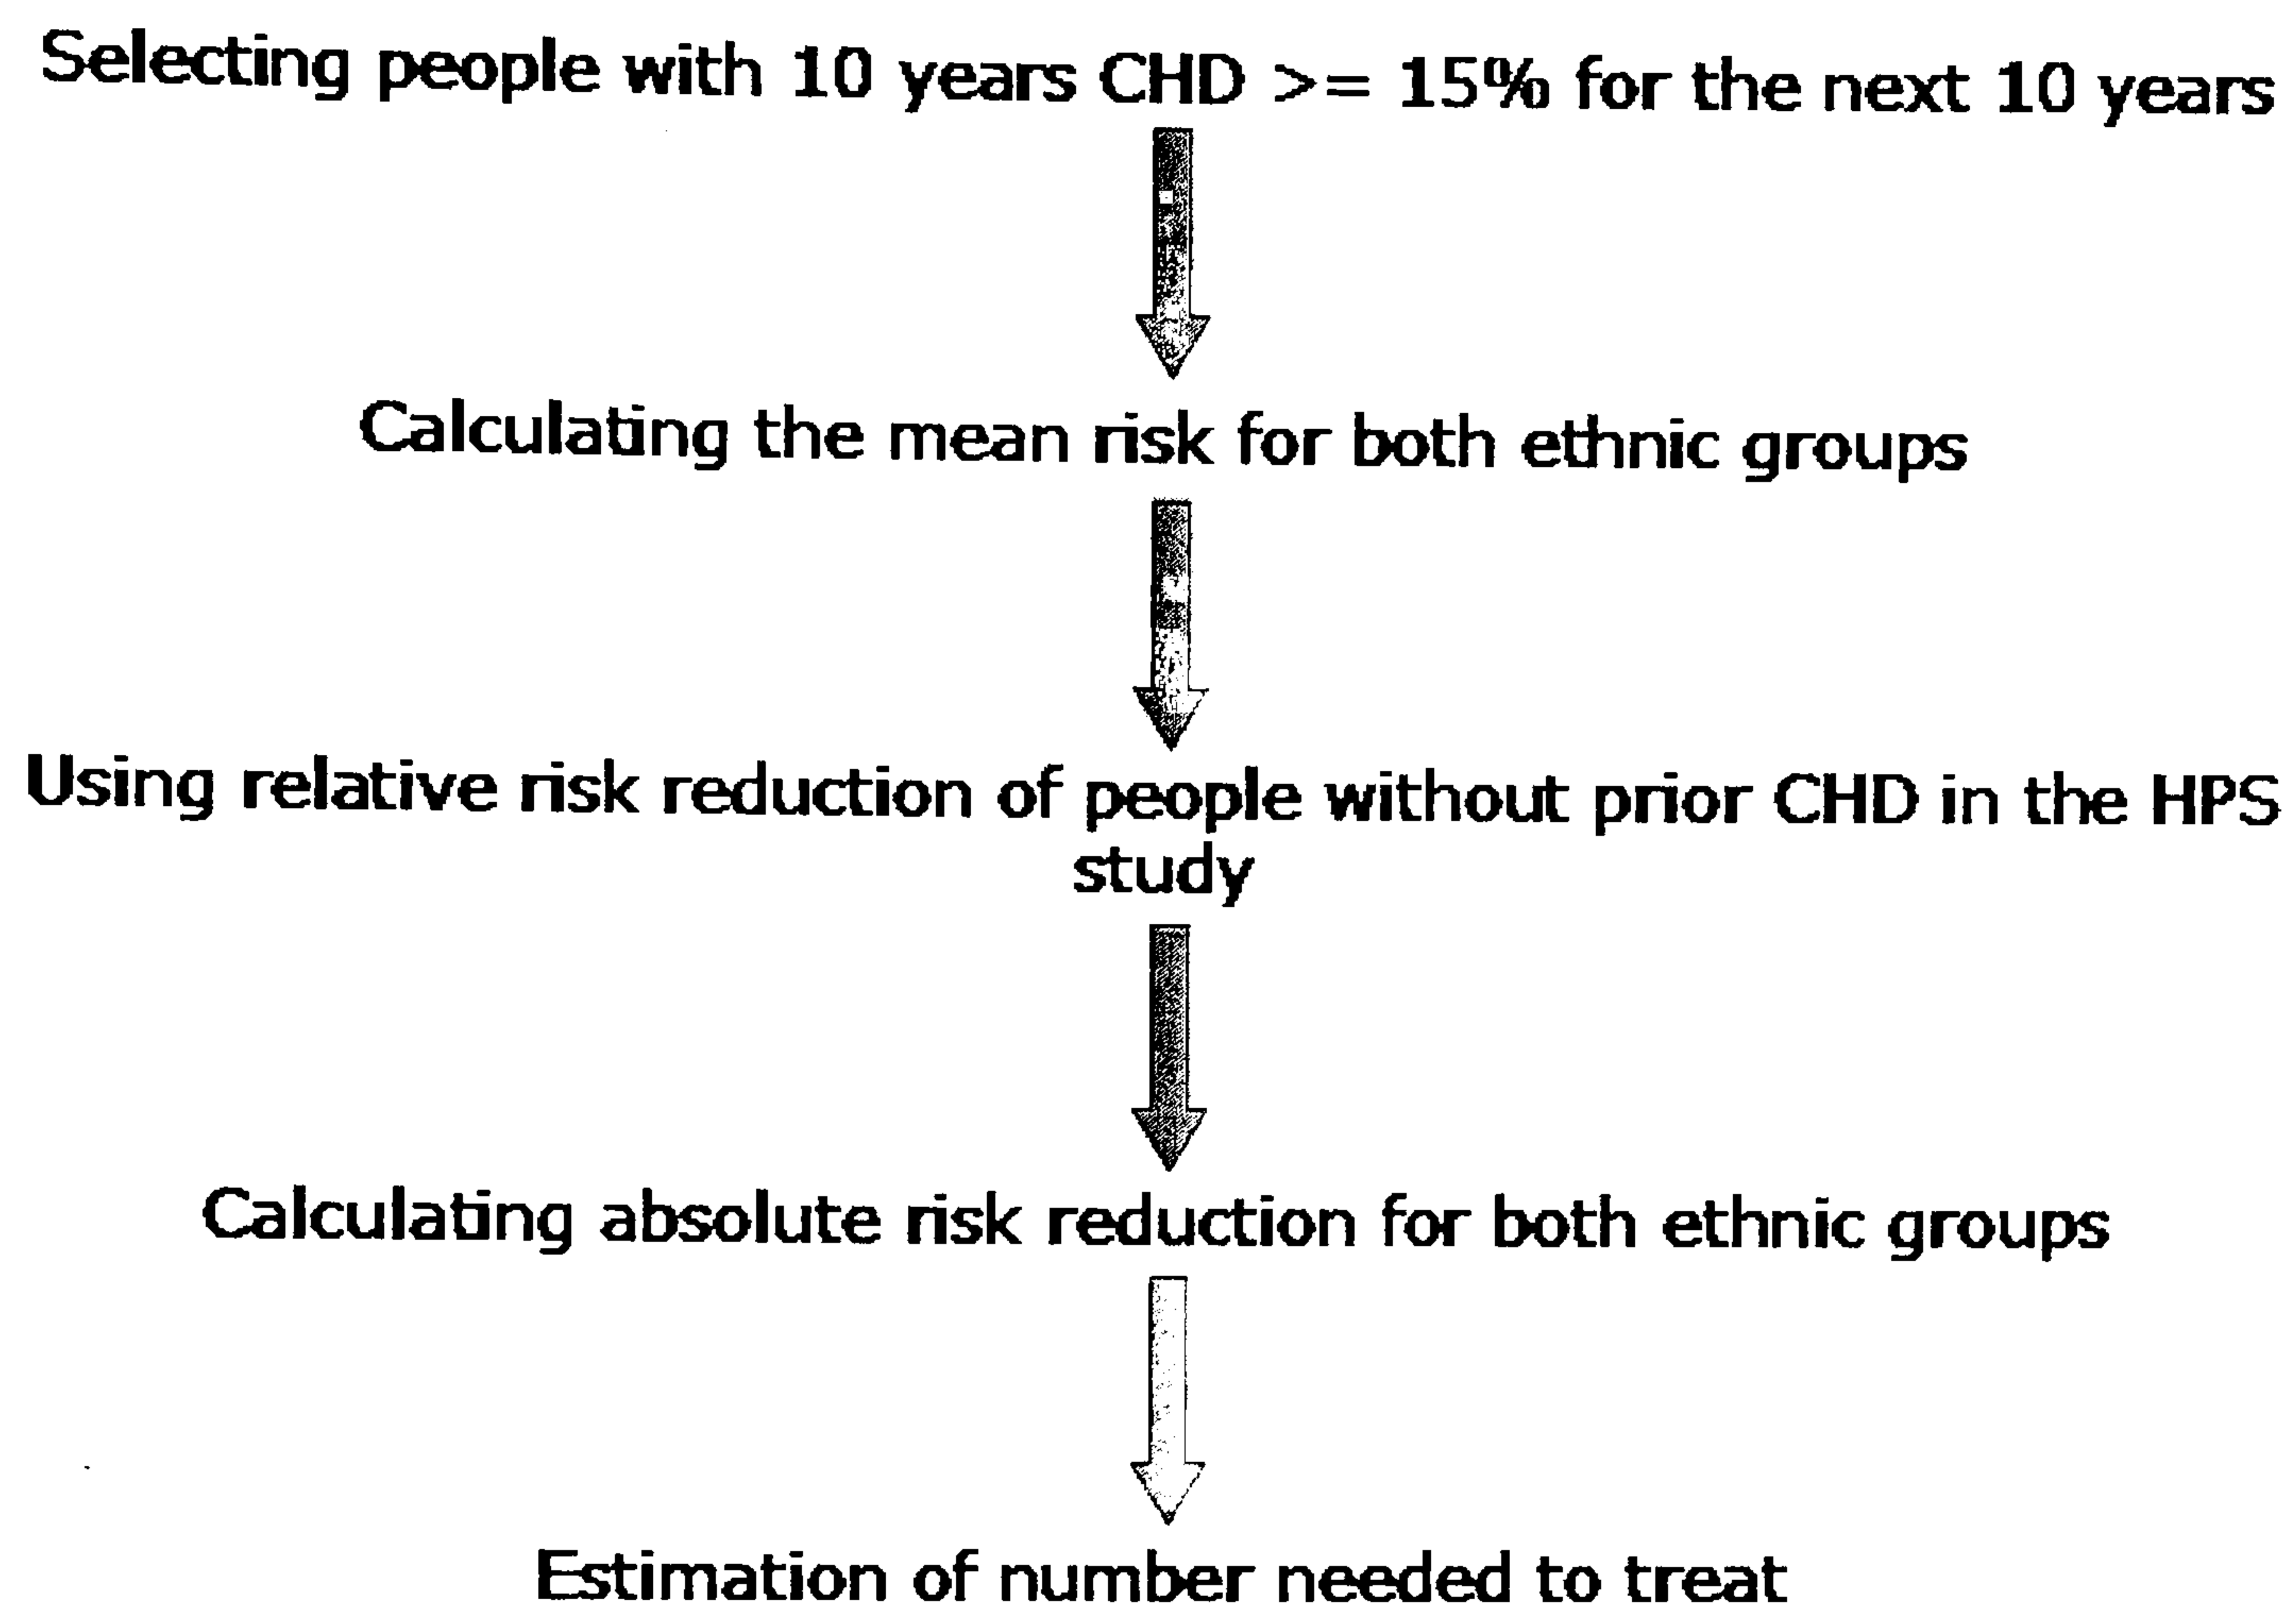 Selecting people with 10 years CHD >= 15% for the next 10 years
Calculating the mean risk for both ethnic groups
Using relative risk reduction of people without prior CHD in the HPS
study
Calculating absolute risk reduction for both ethnic groups
Estimation of number needed to treat